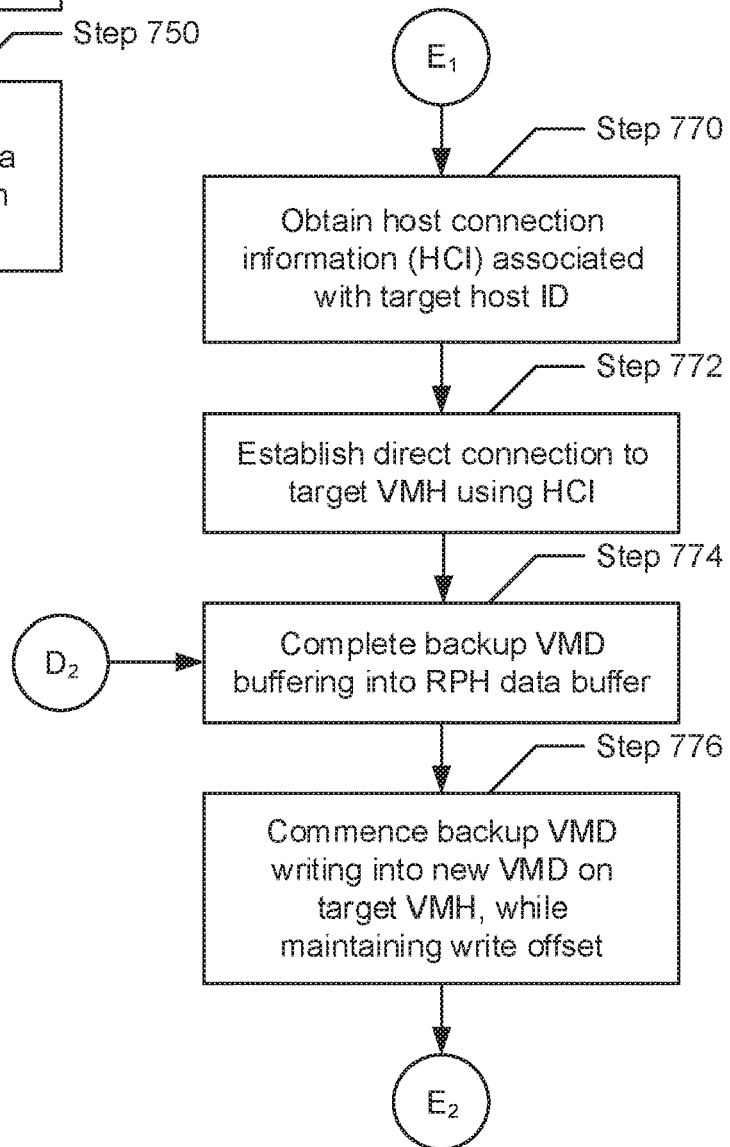 Step 750
a
n
E₁
Step 770
Obtain host connection
information (HCI) associated
with target host ID
Step 772
Establish direct connection to
target VMH using HCI
Step 774
D₂
Complete backup VMD
buffering into RPH data buffer
Step 776
Commence backup VMD
writing into new VMD on
target VMH, while
maintaining write offset
E₂